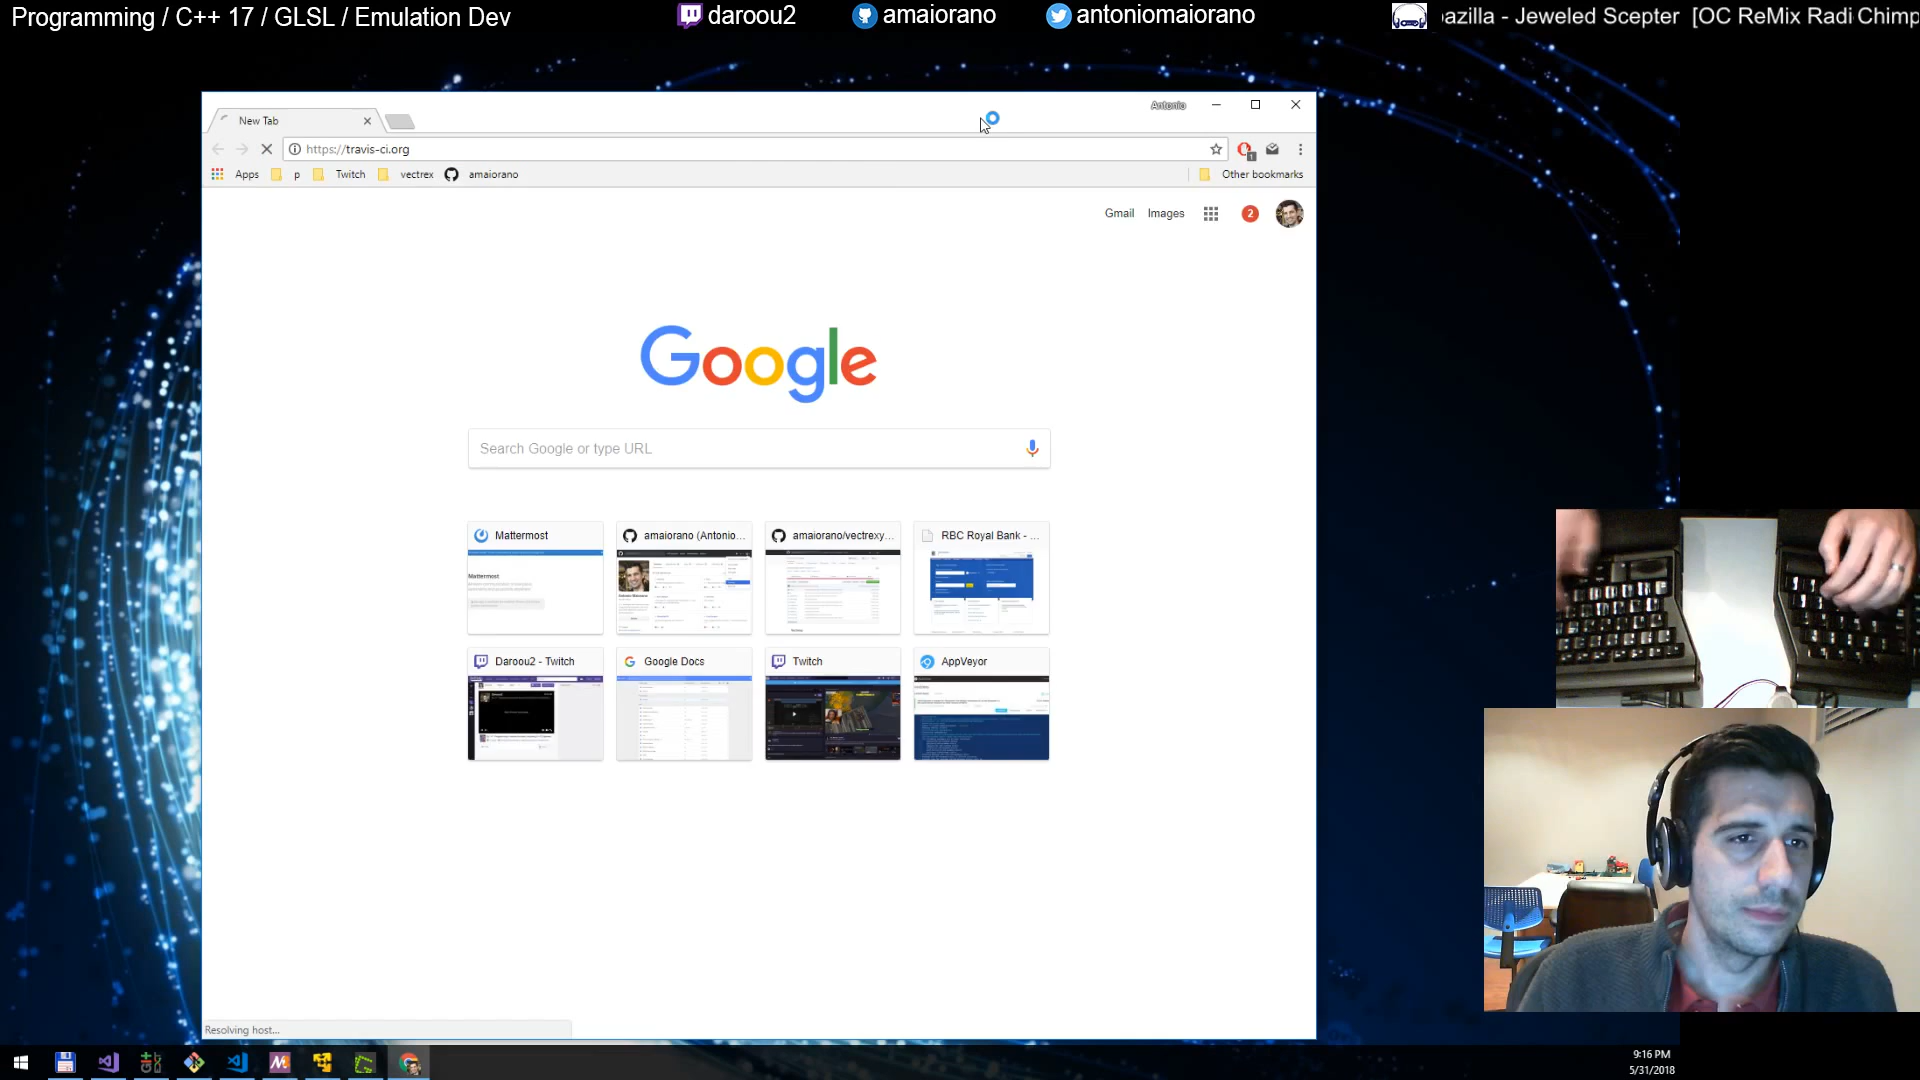 Programming / C++ 17 / GLSL / Emulation Dev
daroou2
amaiorano
antoniomaiorano
azilla - Jeweled Scepter [OC ReMix Radi Chimp
Antonio
New Tab
https://travis-ci.org
1
Apps
p
Twitch
vectrex
amaiorano
Other bookmarks
Gmail
Images
2
Google
Search Google or type URL
Mattermost
amaiorano (Antonio...
amaiorano/vectrexy...
RBC Royal Bank - ...
Mattermost
Daroou2 - Twitch
Google Docs
Twitch
AppVeyor
Resolving host...
9:16 PM
5/31/2018